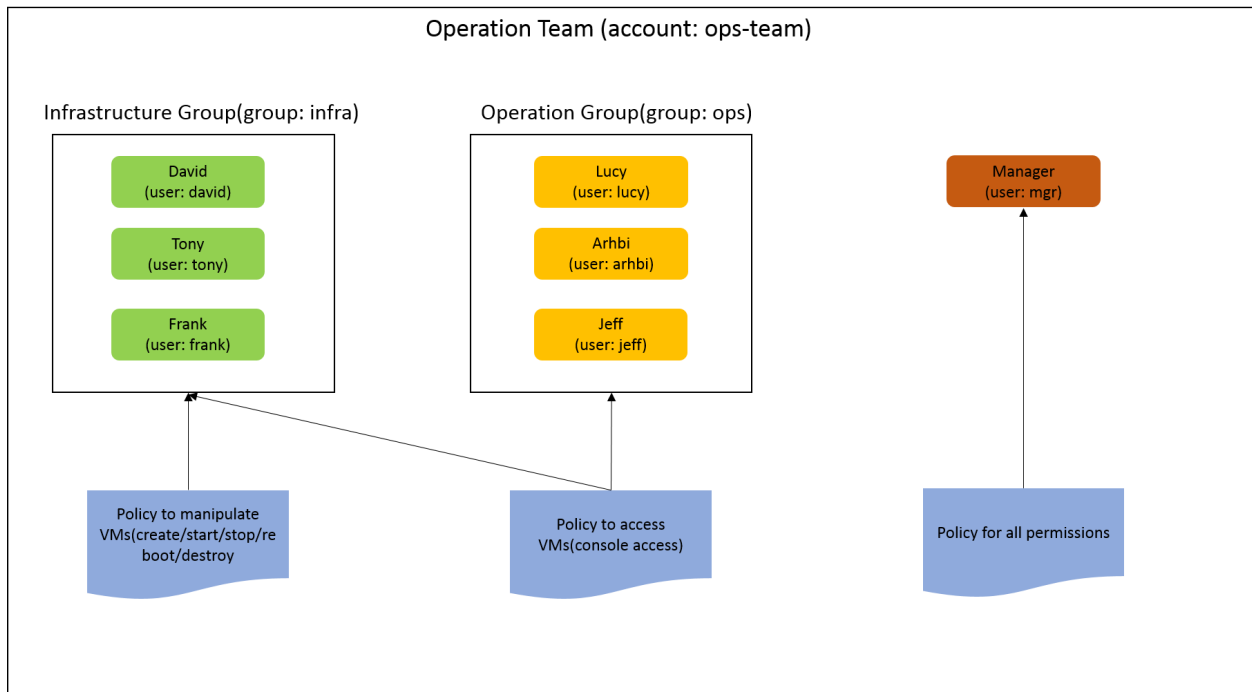 Operation Team (account: ops-team)
Infrastructure Group(group: infra)
Operation Group(group: ops)
David
(user: david)
Tony
(user: tony)
Frank
(user: frank)
Lucy
(user: lucy)
Arhbi
(user: arhbi)
Jeff
(user: jeff)
Manager
(user: mgr)
Policy to manipulate
VMs(create/start/stop/re
boot/destroy
Policy to access
VMs(console access)
Policy for all permissions